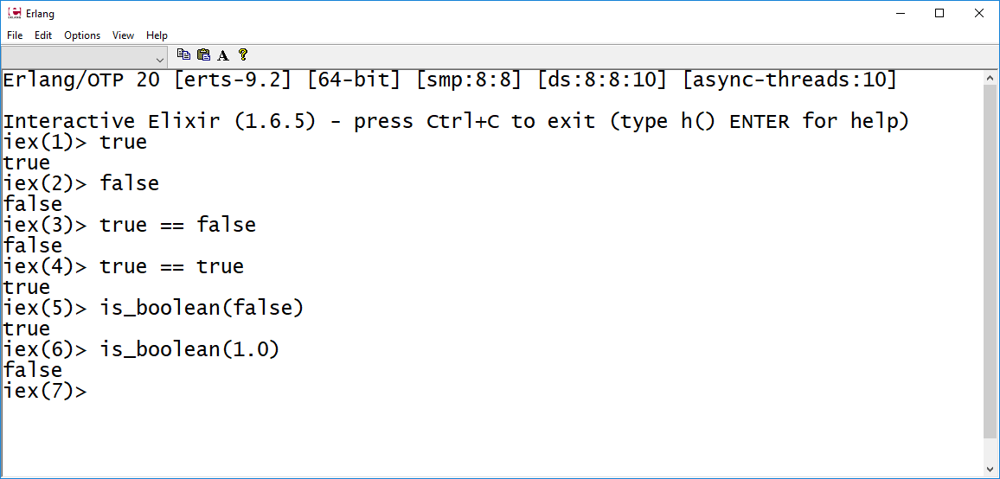 Erlang
File Edit Options View Help
Erlang/OTP 20 [erts-9.2] [64-bit] [smp:8:8] [ds:8:8:10] [async-threads:10]
Interactive Elixir (1.6.5) - press Ctrl+C to exit (type h() ENTER for help)
iex(1)> true
true
iex(2)> false
false
iex(3)> true == false
false
iex(4)> true == true
true
iex(5)> is_boolean(false)
true
iex(6)> is_boolean(1.0)
false
iex(7)>